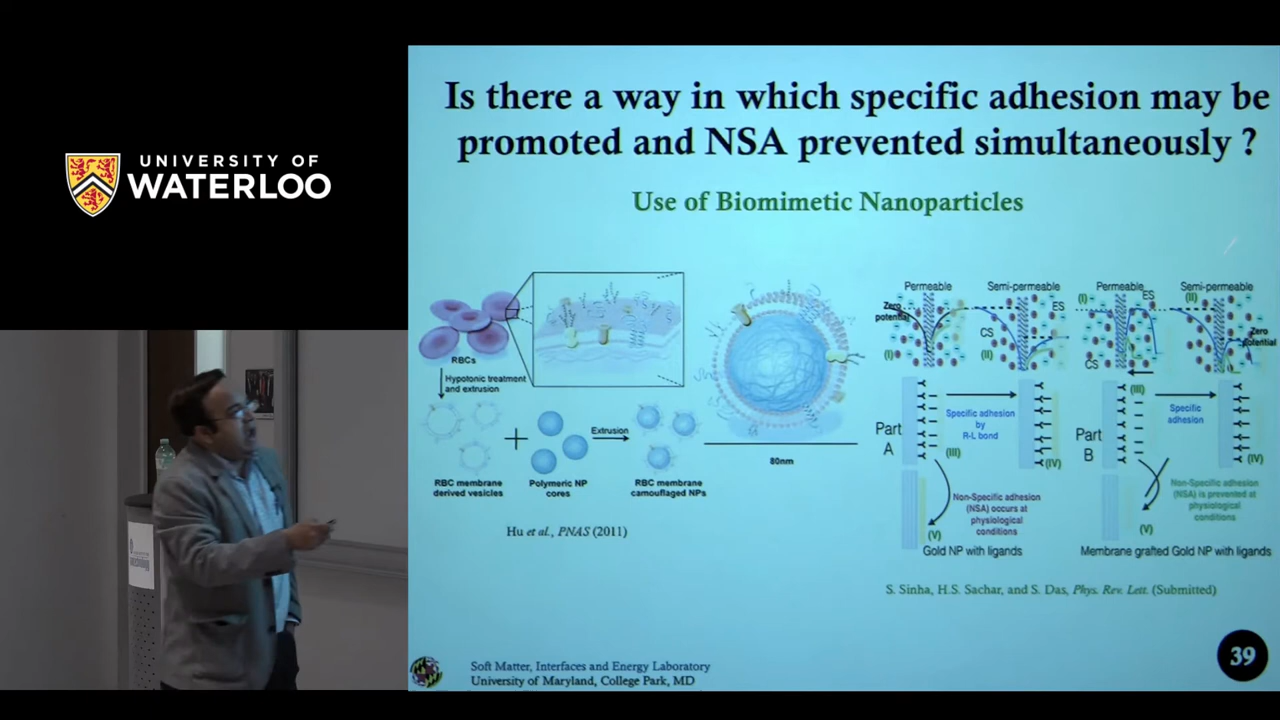 UNIVERSITY OF
WATERLOO
Is there a way in which specific adhesion may be
promoted and NSA prevented simultaneously ?
Use of Biomimetic Nanoparticles
RBCs
Hypotonic treatment
and extrusion
Extrusion
RBC membrane
derived vesicles
Polymeric NP
cores
RBC membrane
camouflaged NPs
80nm
Hu et al., PNAS (2011)
Permeable
Semi-permeable
Zero
potential
ES
CS
(I)
(II)
Part
A
Specific adhesion
by
R-L bond
(III)
(IV)
Non-Specific adhesion
(NSA) occurs at
physiological
conditions
(V)
Gold NP with ligands
Permeable
Semi-permeable
(I)
ES
(II)
Zero
potential
CS
(III)
Part
B
Specific
adhesion
(IV)
Non-Specific adhesion
(NSA) is prevented at
physiological
conditions
(V)
Membrane grafted Gold NP with ligands
S. Sinha, H.S. Sachar, and S. Das, Phys. Rev. Lett. (Submitted)
Soft Matter, Interfaces and Energy Laboratory
University of Maryland, College Park, MD
39